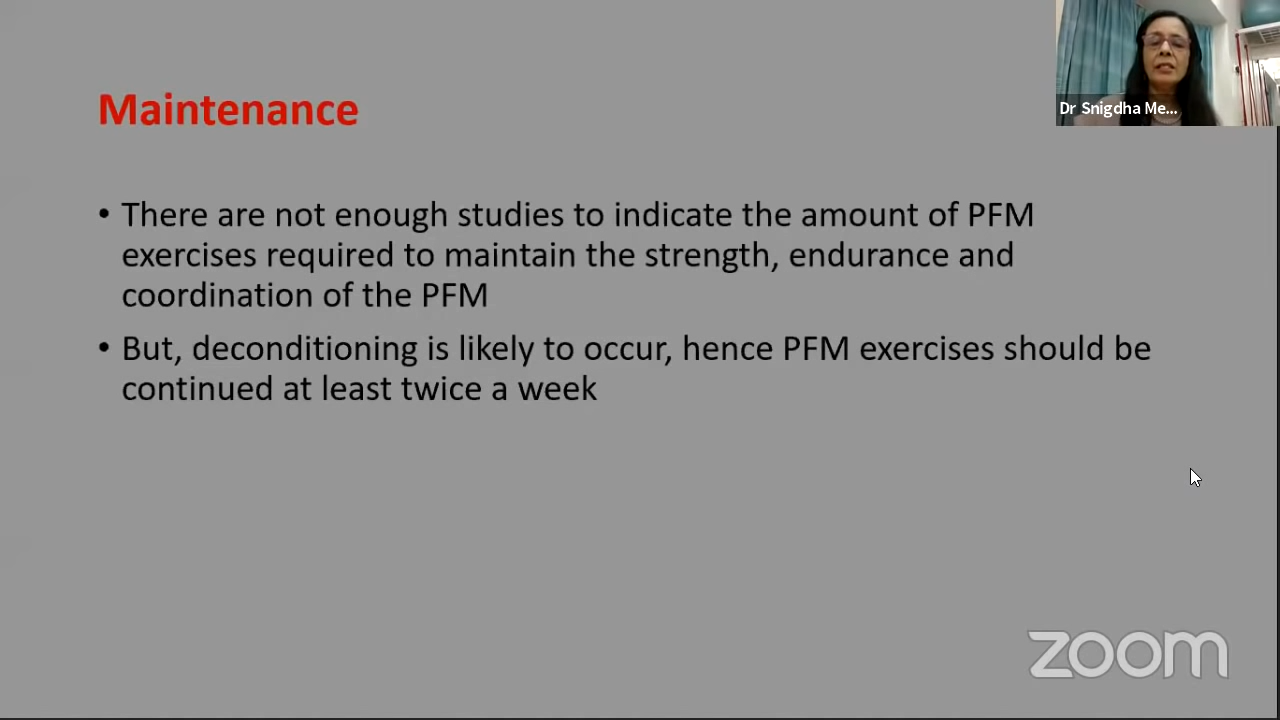 Dr Snigdha Me...
Maintenance
• There are not enough studies to indicate the amount of PFM
exercises required to maintain the strength, endurance and
coordination of the PFM
• But, deconditioning is likely to occur, hence PFM exercises should be
continued at least twice a week
zoom